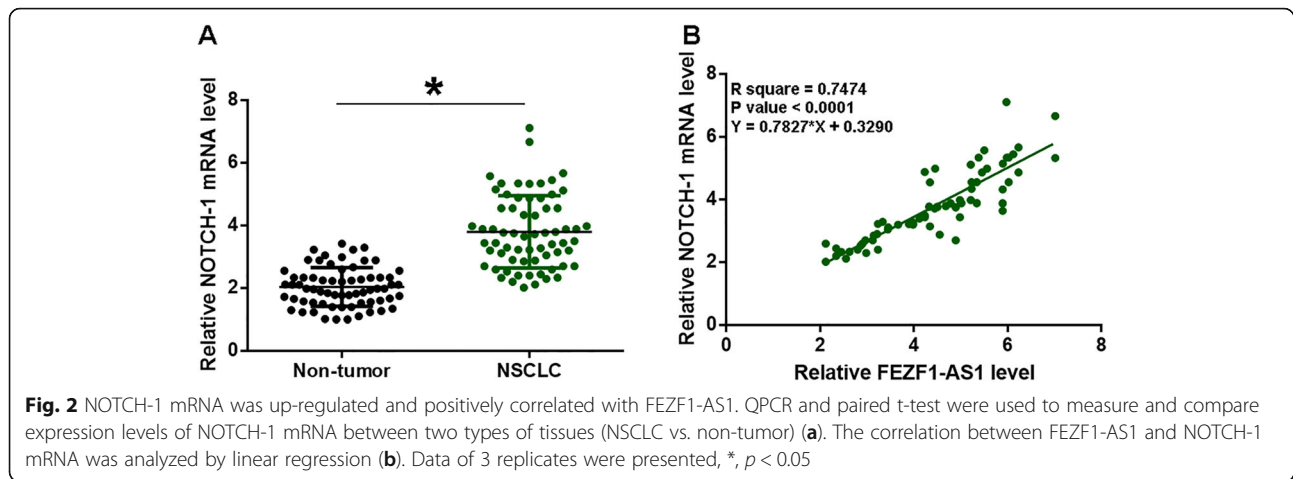 A
Relative NOTCH-1 mRNA level
8
6
4
2
0
*
Non-tumor NSCLC
B
Relative NOTCH-1 mRNA level
8
6
4
2
0
R square = 0.7474
P value < 0.0001
Y = 0.7827*X + 0.3290
0 2 4 6 8
Relative FEZF1-AS1 level
Fig. 2 NOTCH-1 mRNA was up-regulated and positively correlated with FEZF1-AS1. QPCR and paired t-test were used to measure and compare
expression levels of NOTCH-1 mRNA between two types of tissues (NSCLC vs. non-tumor) (a). The correlation between FEZF1-AS1 and NOTCH-1
mRNA was analyzed by linear regression (b). Data of 3 replicates were presented, *, p < 0.05